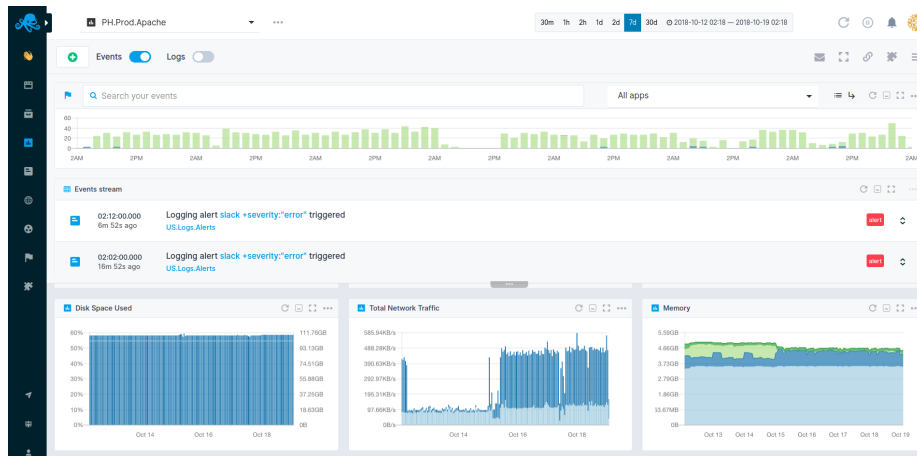 PH.Prod.Apache
30m 1h 2h 1d 2d 7d 30d 2018-10-12 02:18 — 2018-10-19 02:18
Events Logs
Search your events All apps
60
40
20
0
2AM 2PM 2AM 2PM 2AM 2PM 2AM 2PM 2AM 2PM 2AM 2PM 2AM 2PM 2AM
Events stream
02:12:00.000 Logging alert slack +severity:"error" triggered alert
6m 52s ago US.Logs.Alerts
02:02:00.000 Logging alert slack +severity:"error" triggered alert
16m 52s ago US.Logs.Alerts
Disk Space Used
60% 111.76GB
50% 93.13GB
40% 74.51GB
30% 55.88GB
20% 37.25GB
10% 18.63GB
0% 0B
Oct 14 Oct 16 Oct 18
Total Network Traffic
585.94KB/s
488.28KB/s
390.63KB/s
292.97KB/s
195.31KB/s
97.66KB/s
0B/s
Oct 14 Oct 16 Oct 18
Memory
5.59GB
4.66GB
3.73GB
2.79GB
1.86GB
53.67MB
0B
Oct 13 Oct 14 Oct 15 Oct 16 Oct 17 Oct 18 Oct 19